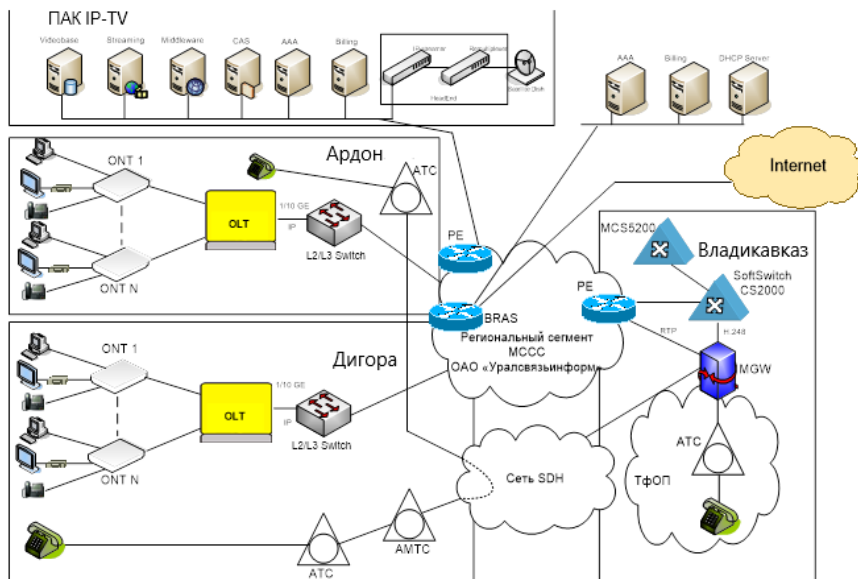 ПАК IP-TV
Videobase
Streaming
Middleware
CAS
AAA
Billing
HeadEnd
Satellite Dish
AAA
Billing
DHCP Server
Internet
Ардон
ONT 1
ONT N
OLT
1/10 GE
IP
L2/L3 Switch
АТС
PE
BRAS
PE
Региональный сегмент
МССС
ОАО «Ураловязьинформ»
MCS5200
Владикавказ
SoftSwitch
CS2000
RTP
H.248
MGW
Дигора
ONT 1
ONT N
OLT
1/10 GE
IP
L2/L3 Switch
Сеть SDH
АТС
ТфОП
АМТС
АТС